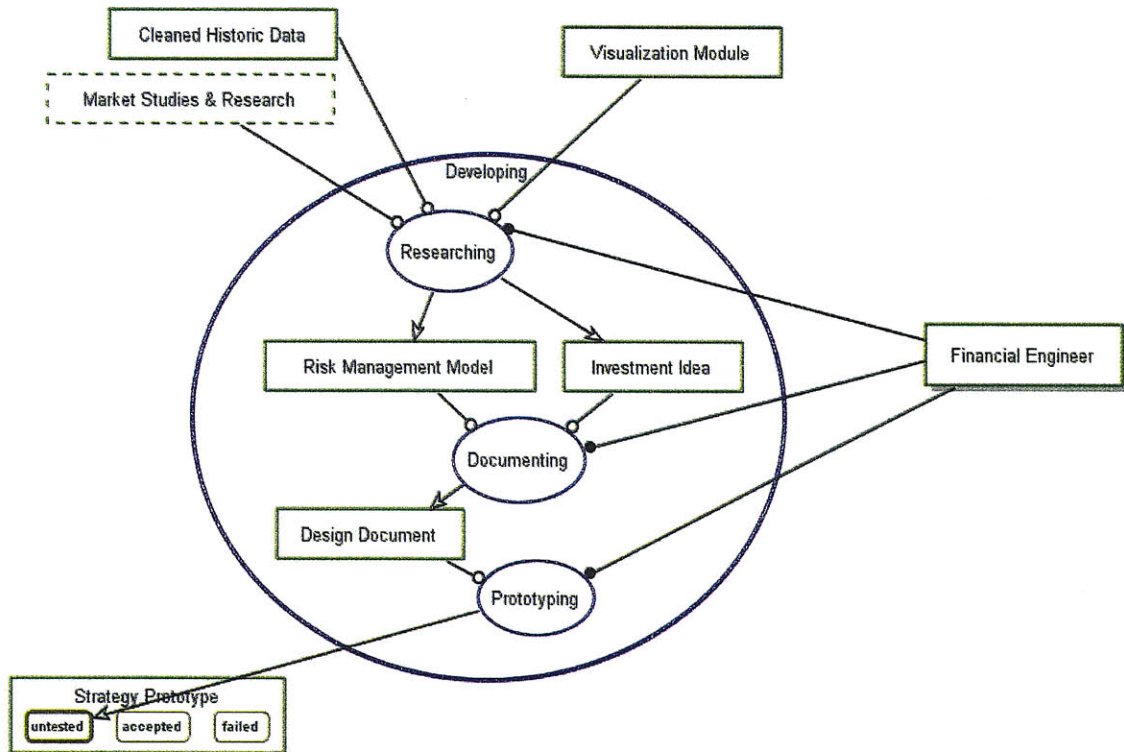 Cleaned Historic Data
Visualization Module
Market Studies & Research
Developing
Researching
Risk Management Model
Investment Idea
Financial Engineer
Documenting
Design Document
Prototyping
Strategy Prototype
untested
accepted
failed